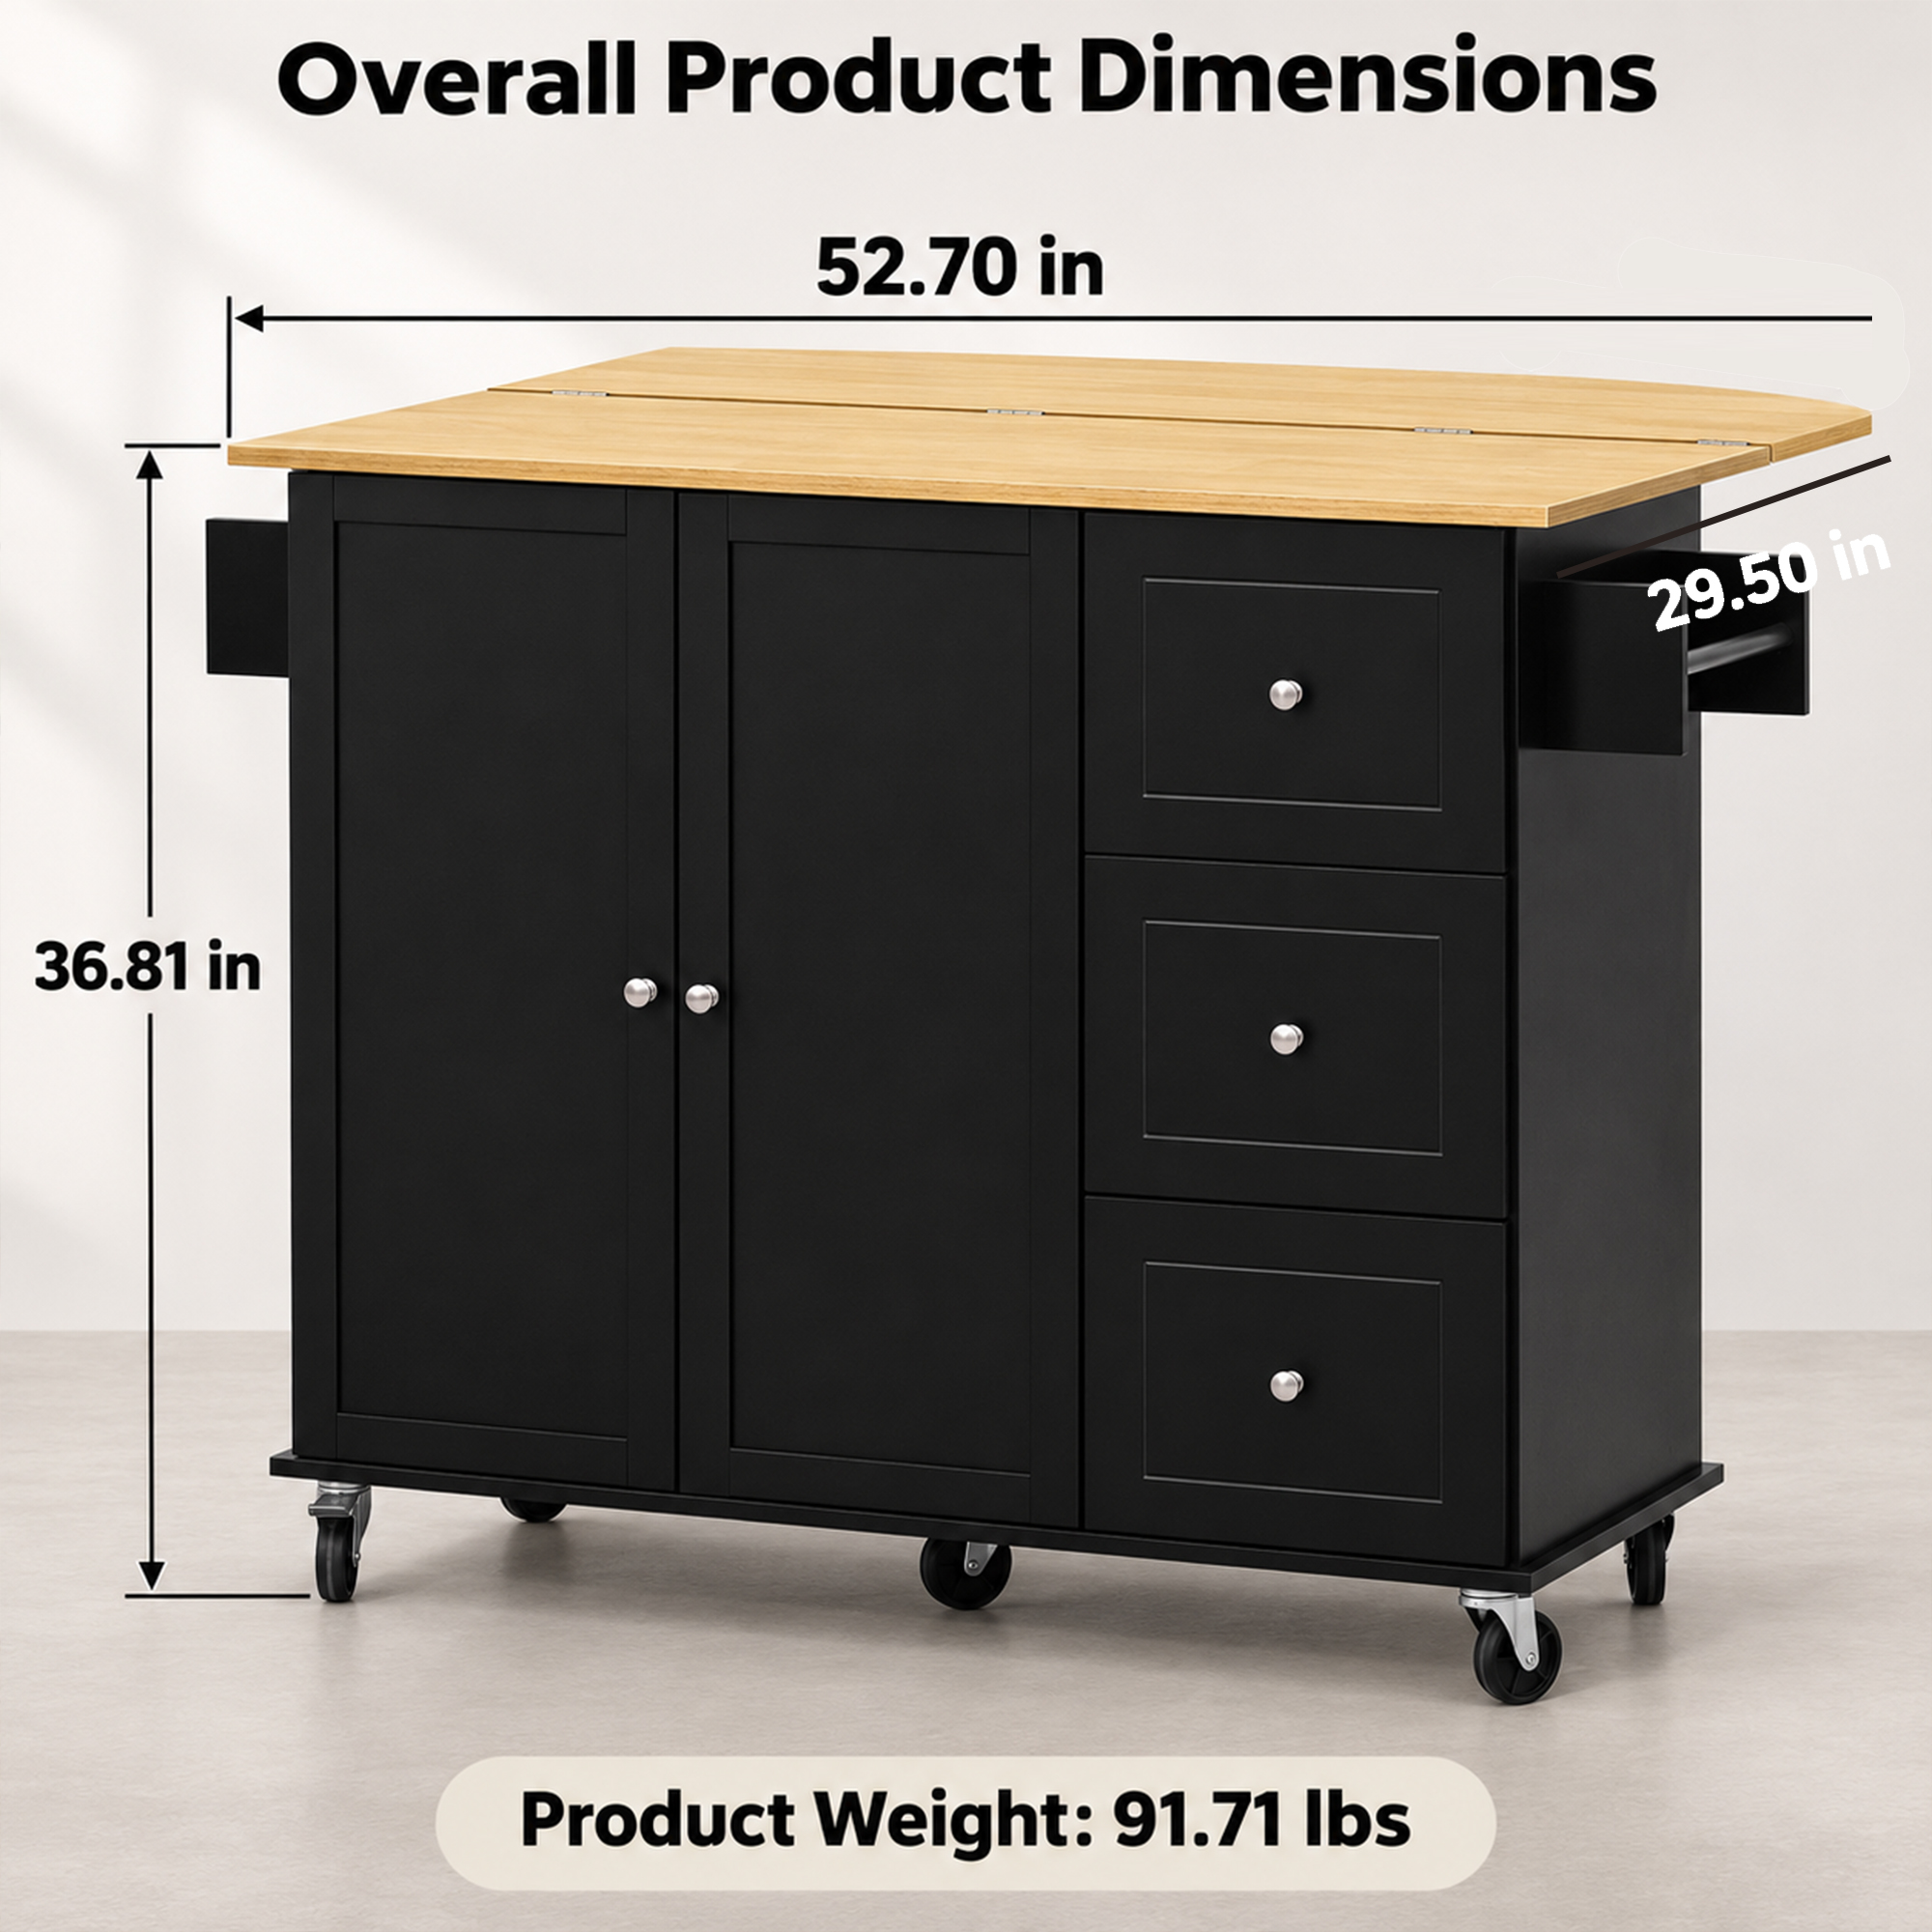 Overall Product Dimensions
52.70 in
29.50 in
36.81 in
Product Weight: 91.71 lbs